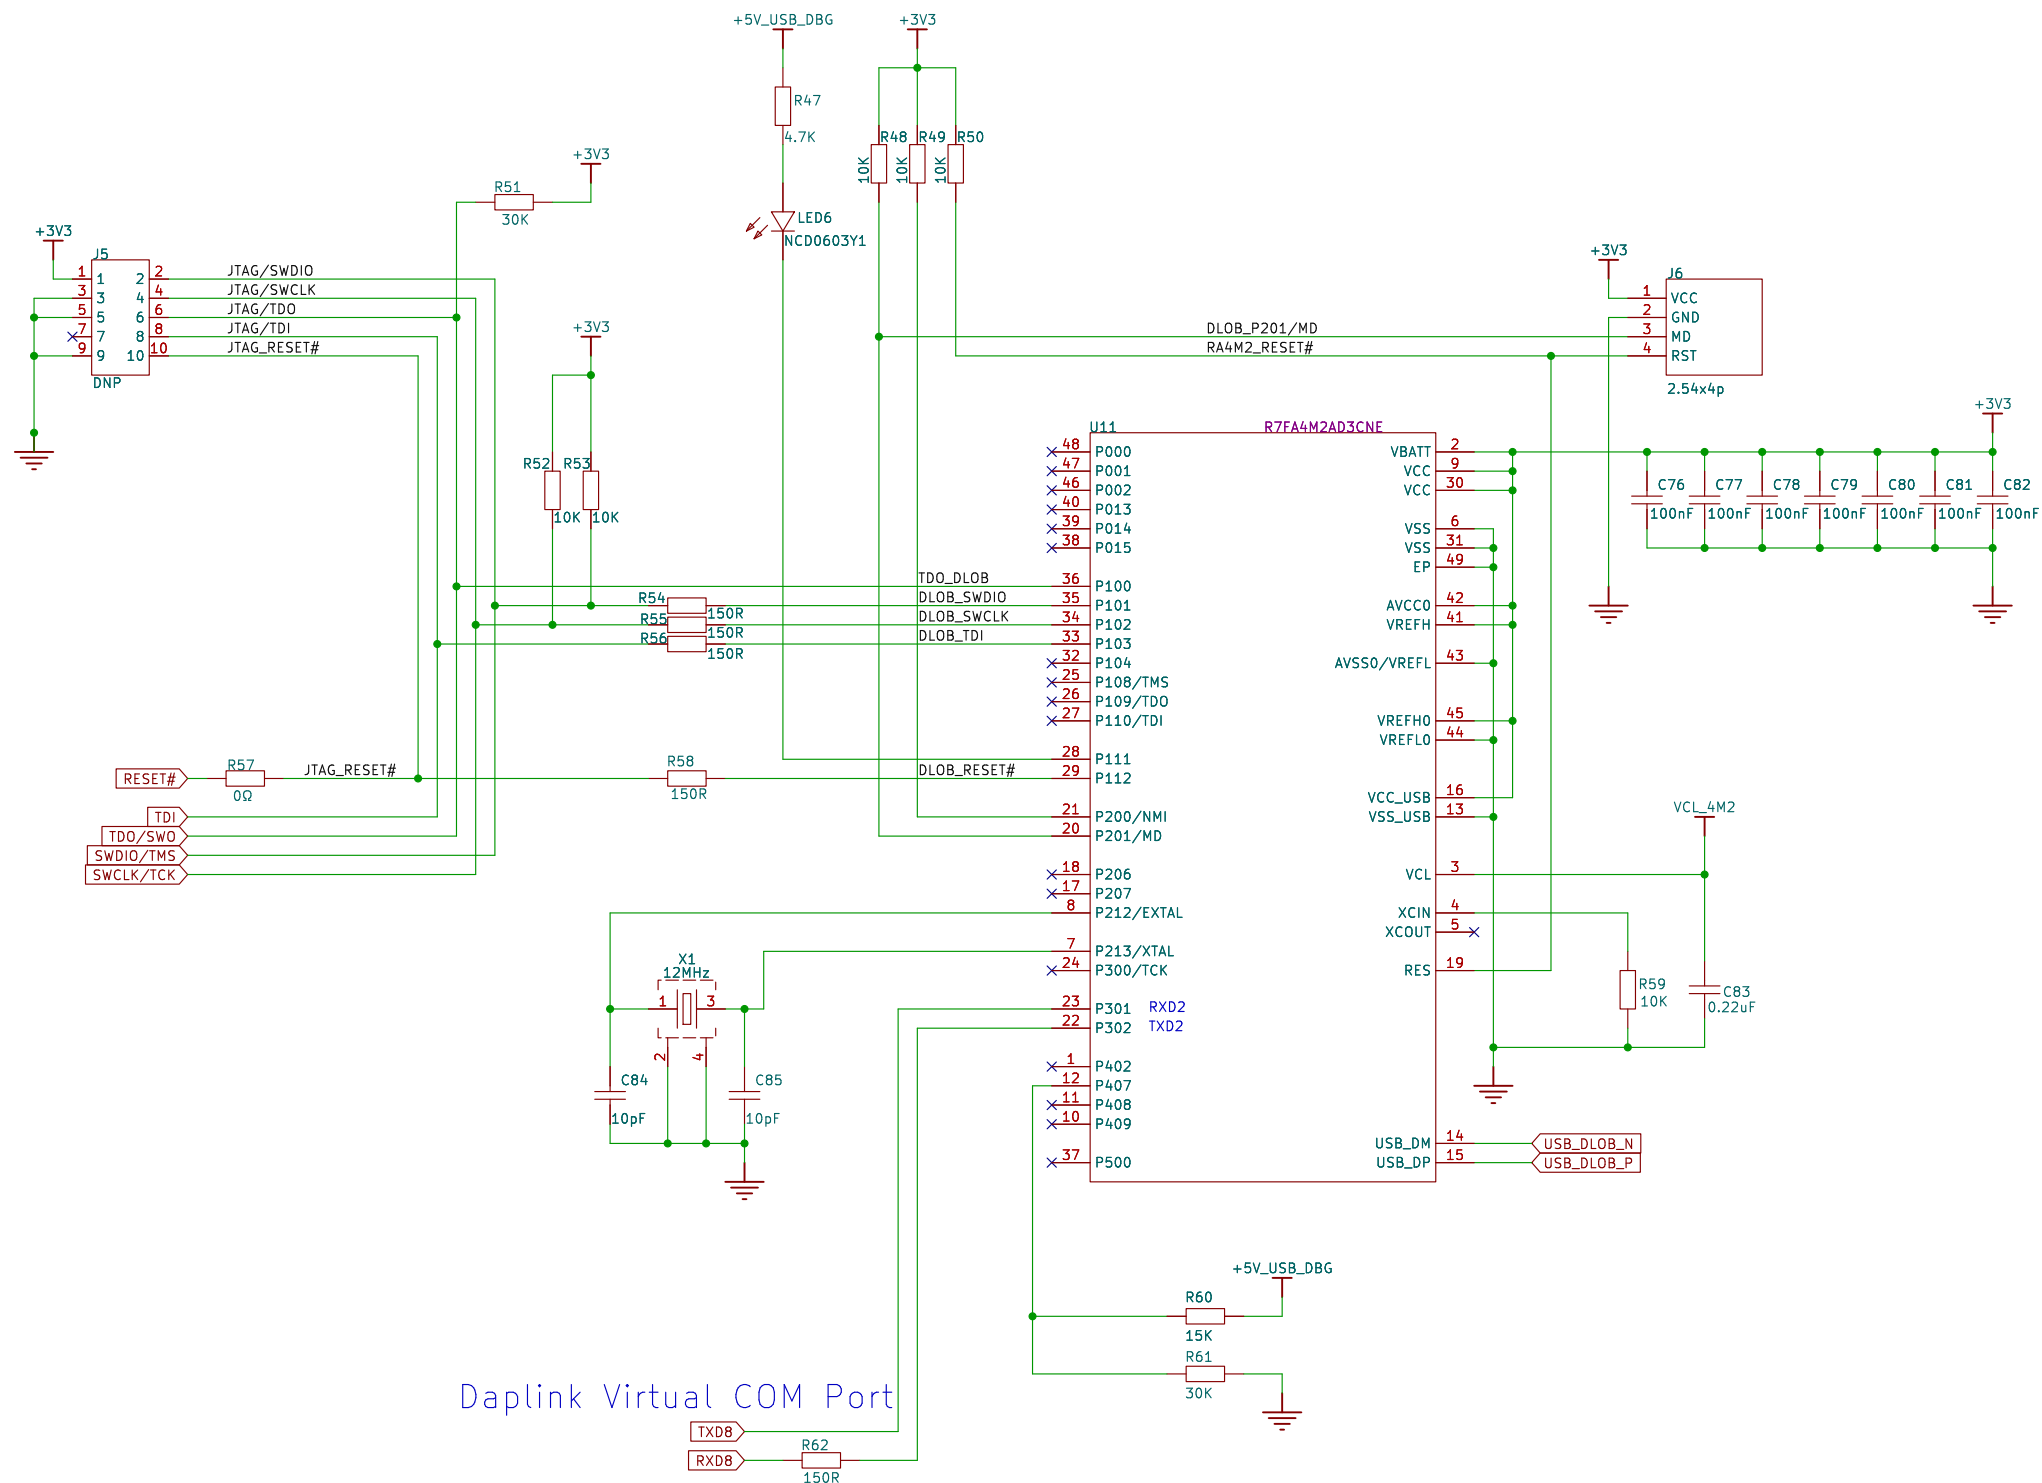 +5V_USB_DBG
+3V3
R47
4.7K
R48
R49
R50
10K
10K
10K
LED6
NCD0603Y1
+3V3
R51
30K
+3V3
J5
1 1 2 2 JTAG/SWDIO
3 3 4 4 JTAG/SWCLK
5 5 6 6 JTAG/TDO
7 7 8 8 JTAG/TDI
9 9 10 10 JTAG_RESET#
DNP
+3V3
R52
R53
10K
10K
+3V3
J6
1 VCC
2 GND
3 MD
4 RST
2.54x4p
DLOB_P201/MD
RA4M2_RESET#
U11
R7FA4M2AD3CNE
48 P000
47 P001
46 P002
40 P013
39 P014
38 P015
TDO_DLOB 36 P100
R54 150R DLOB_SWDIO 35 P101
R55 150R DLOB_SWCLK 34 P102
R56 150R DLOB_TDI 33 P103
32 P104
25 P108/TMS
26 P109/TDO
27 P110/TDI
28 P111
29 P112
21 P200/NMI
20 P201/MD
18 P206
17 P207
8 P212/EXTAL
7 P213/XTAL
24 P300/TCK
23 P301 RXD2
22 P302 TXD2
1 P402
12 P407
11 P408
10 P409
37 P500
VBATT 2
VCC 9
VCC 30
VSS 6
VSS 31
EP 49
AVCC0 42
VREFH 41
AVSS0/VREFL 43
VREFH0 45
VREFL0 44
VCC_USB 16
VSS_USB 13
VCL 3
XCIN 4
XCOUT 5
RES 19
USB_DM 14 USB_DLOB_N
USB_DP 15 USB_DLOB_P
+3V3
C76 C77 C78 C79 C80 C81 C82
100nF 100nF 100nF 100nF 100nF 100nF 100nF
VCL_4M2
R59
10K
C83
0.22uF
RESET#
R57
0Ω
JTAG_RESET#
R58
150R
DLOB_RESET#
TDI
TDO/SWO
SWDIO/TMS
SWCLK/TCK
X1
12MHz
1 3
2 4
C84
10pF
C85
10pF
+5V_USB_DBG
R60
15K
R61
30K
Daplink Virtual COM Port
TXD8
RXD8
R62
150R